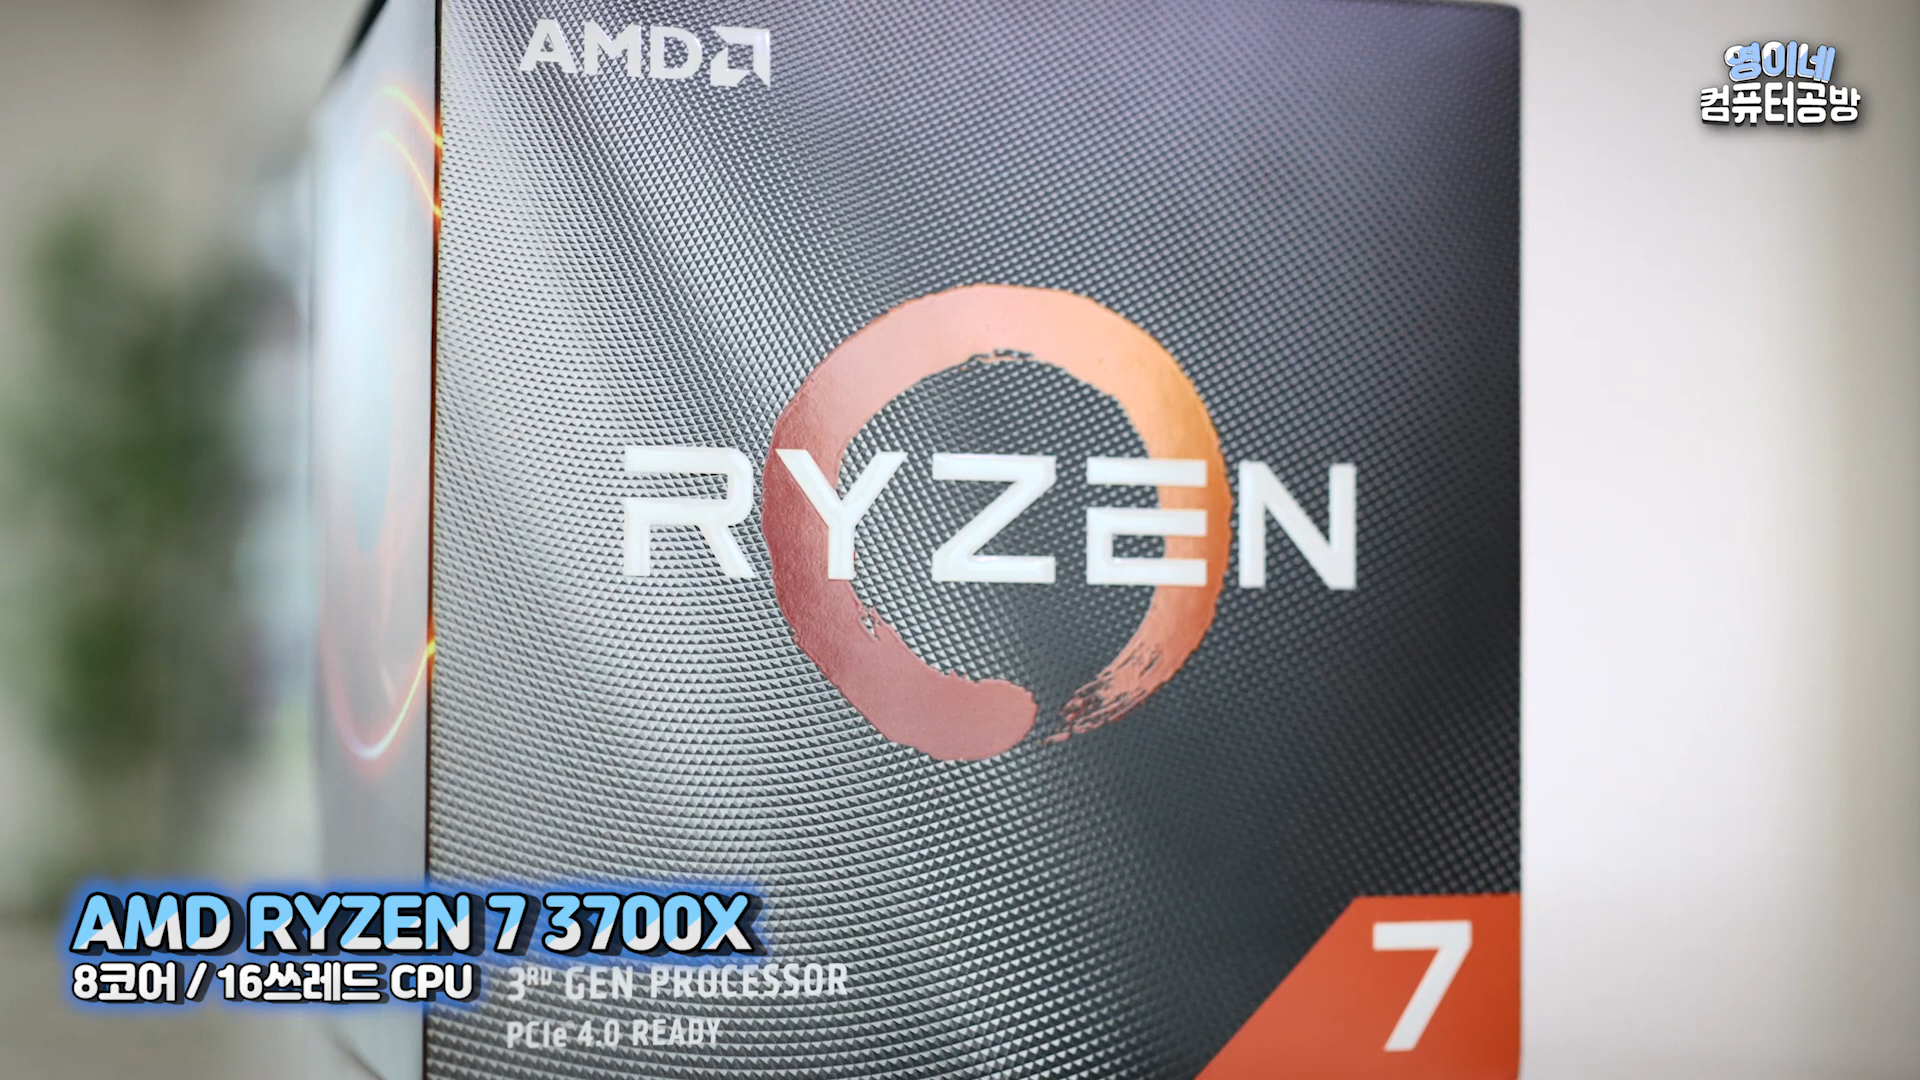 AMD
영이네
컴퓨터공방
RYZEN
AMD RYZEN 7 3700X
8코어 / 16쓰레드 CPU
3RD GEN PROCESSOR
PCIe 4.0 READY
7